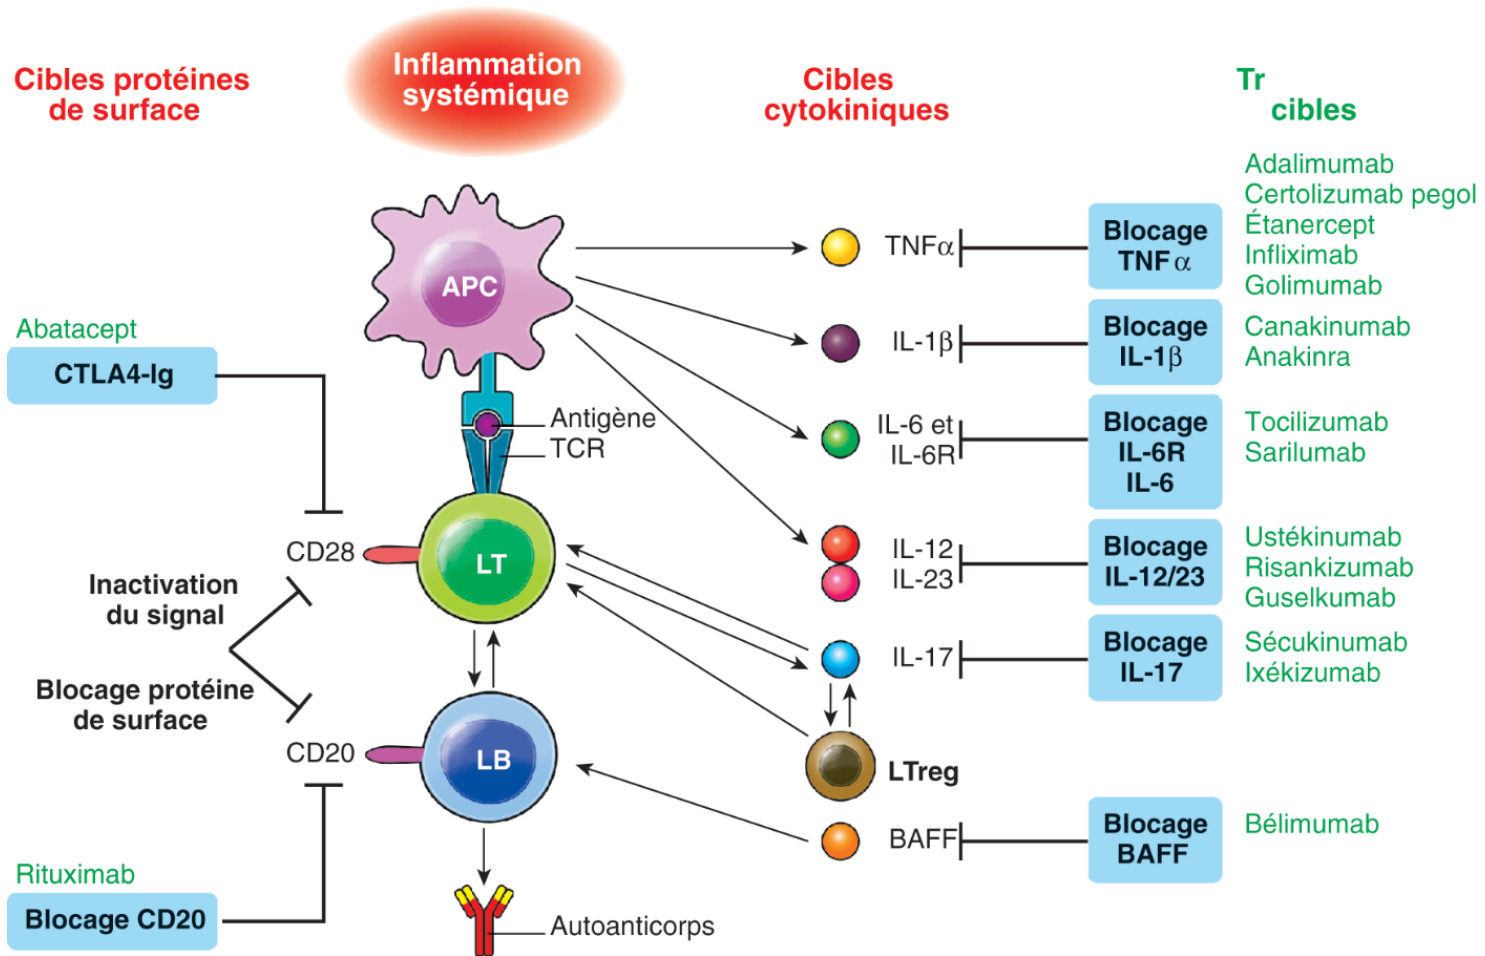 Cibles protéines
de surface
Inflammation
systémique
Cibles
cytokiniques
Tr
cibles
APC
Abatacept
CTLA4-Ig
Antigène
TCR
CD28
LT
Inactivation
du signal
Blocage protéine
de surface
CD20
LB
Rituximab
Blocage CD20
Autoanticorps
TNFα
Blocage
TNF α
Adalimumab
Certolizumab pegol
Étanercept
Infliximab
Golimumab
IL-1β
Blocage
IL-1β
Canakinumab
Anakinra
IL-6 et
IL-6R
Blocage
IL-6R
IL-6
Tocilizumab
Sarilumab
IL-12
IL-23
Blocage
IL-12/23
Ustékinumab
Risankizumab
Guselkumab
IL-17
Blocage
IL-17
Sécukinumab
Ixékizumab
LTreg
BAFF
Blocage
BAFF
Bélimumab